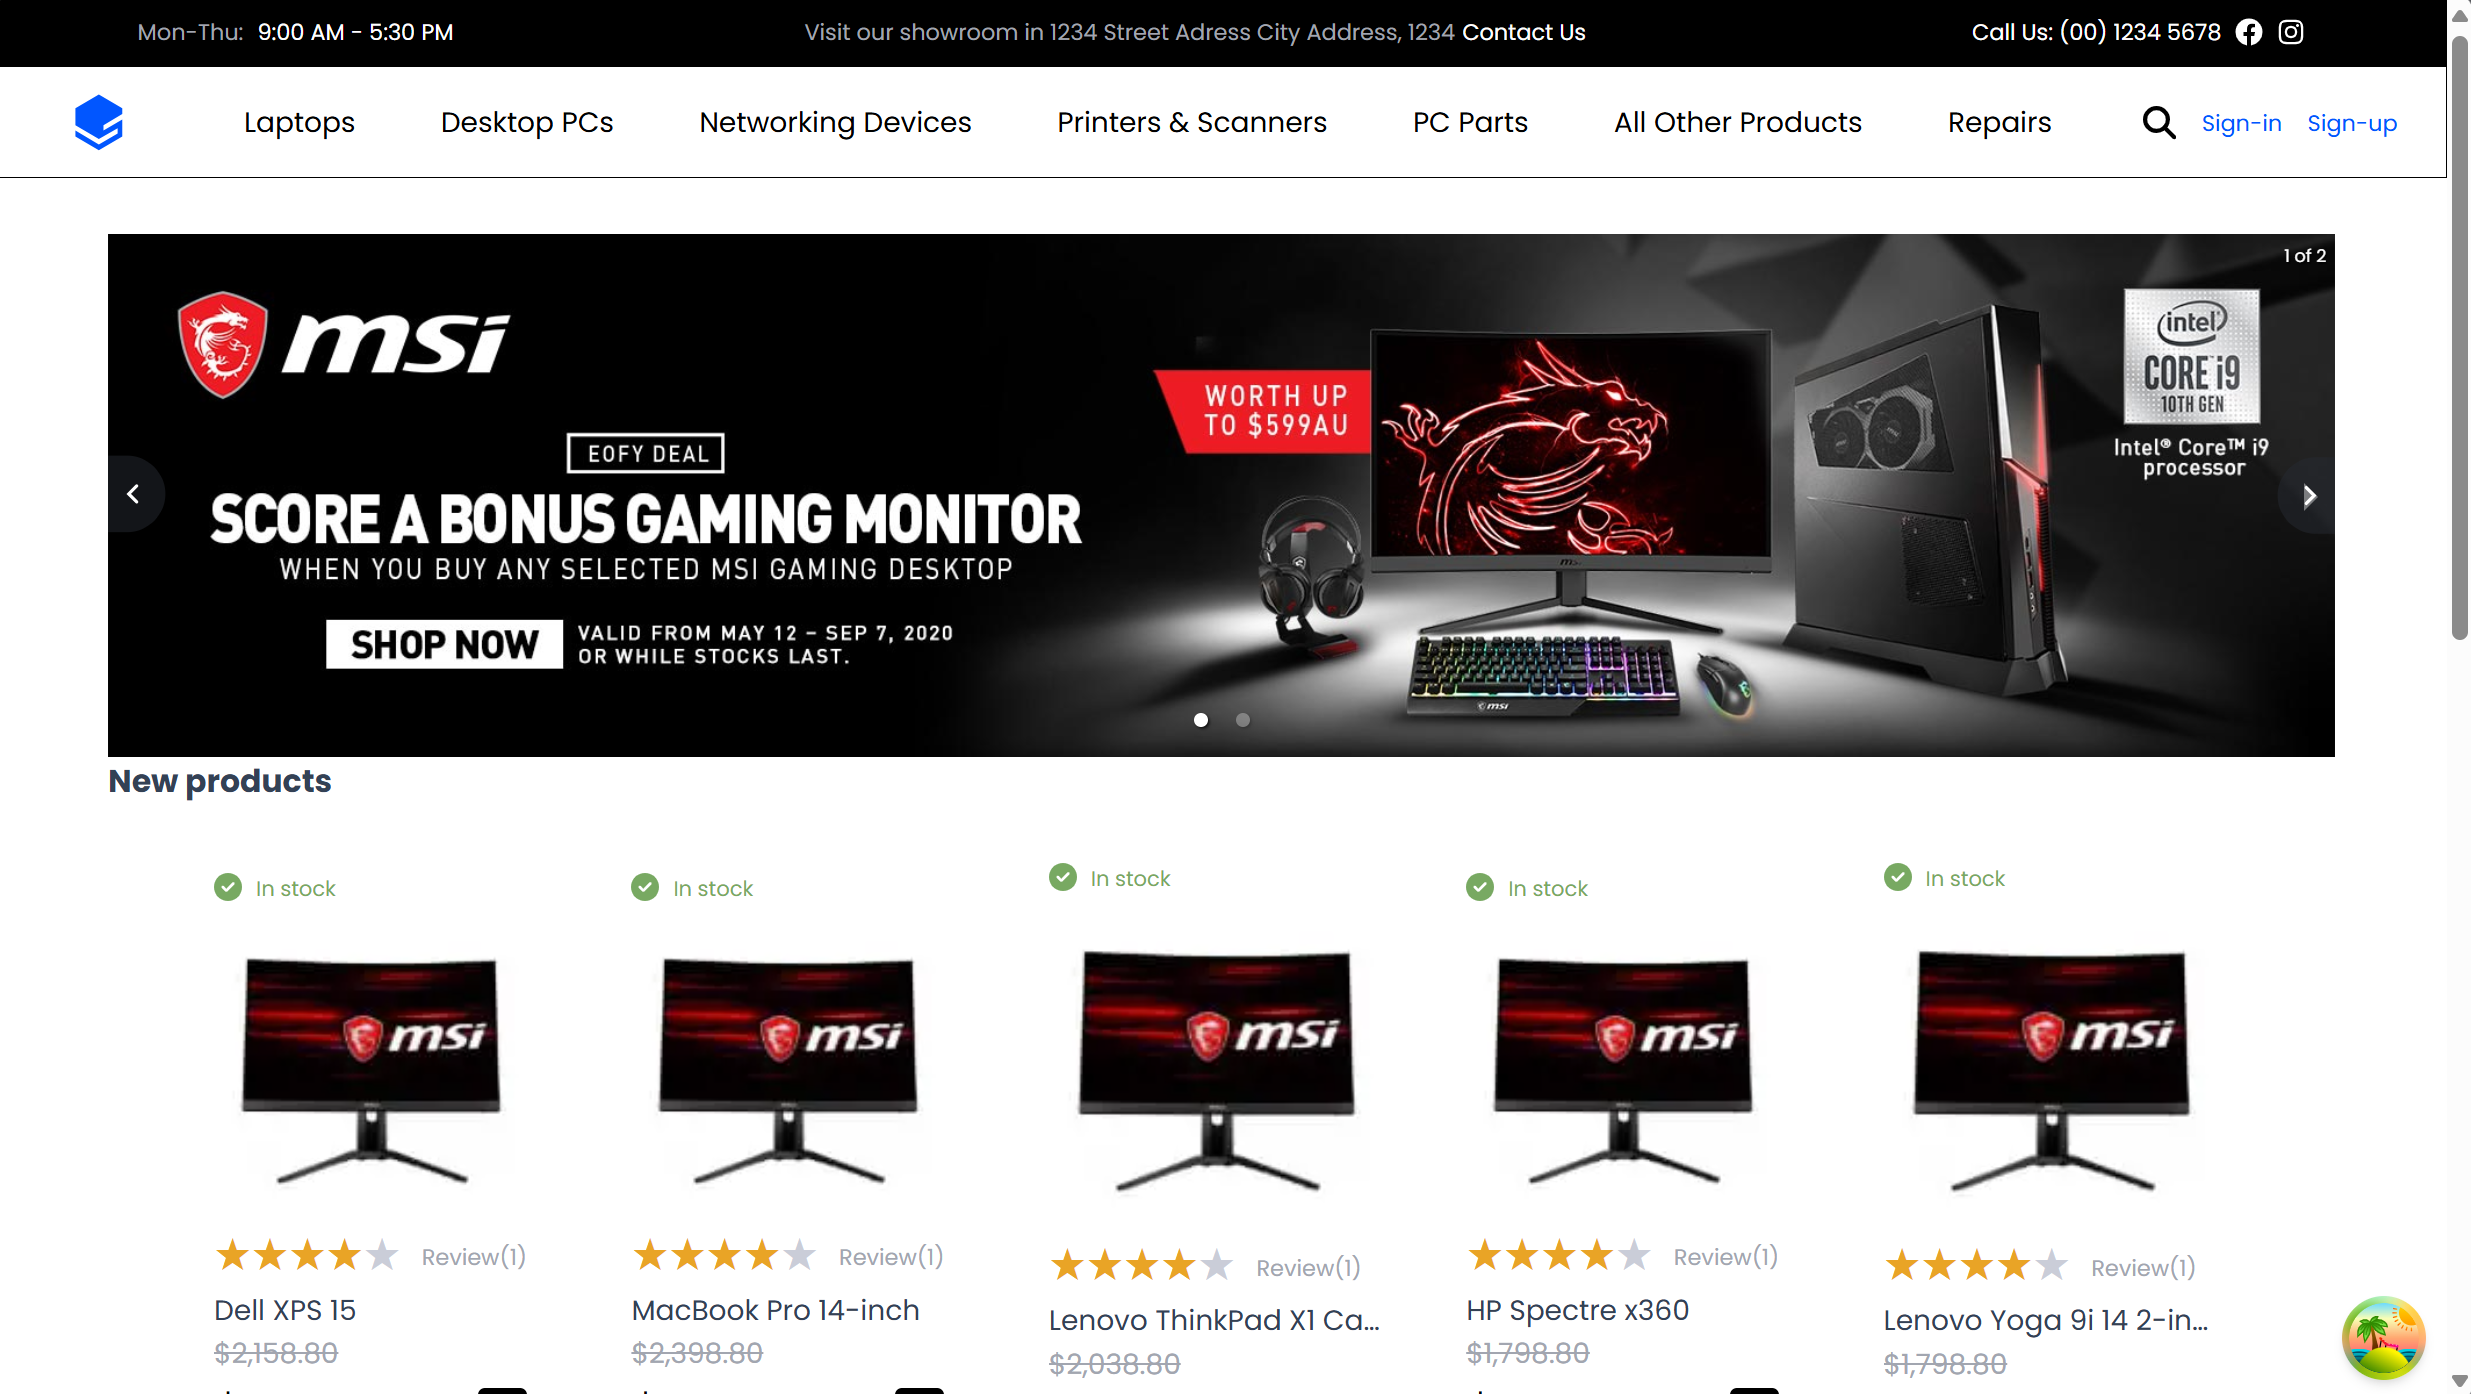 Mon-Thu: 9:00 AM - 5:30 PM
Visit our showroom in 1234 Street Adress City Address, 1234 Contact Us
Call Us: (00) 1234 5678
Laptops
Desktop PCs
Networking Devices
Printers & Scanners
PC Parts
All Other Products
Repairs
Sign-in
Sign-up
1 of 2
msi
EOFY DEAL
SCORE A BONUS GAMING MONITOR
WHEN YOU BUY ANY SELECTED MSI GAMING DESKTOP
SHOP NOW
VALID FROM MAY 12 – SEP 7, 2020
OR WHILE STOCKS LAST.
WORTH UP
TO $599AU
msi
msi
intel
CORE i9
10TH GEN
Intel® Core™ i9
processor
New products
In stock
In stock
In stock
In stock
In stock
msi
msi
msi
msi
msi
Review(1)
Review(1)
Review(1)
Review(1)
Review(1)
Dell XPS 15
MacBook Pro 14-inch
Lenovo ThinkPad X1 Ca...
HP Spectre x360
Lenovo Yoga 9i 14 2-in...
$2,158.80
$2,398.80
$2,038.80
$1,798.80
$1,798.80